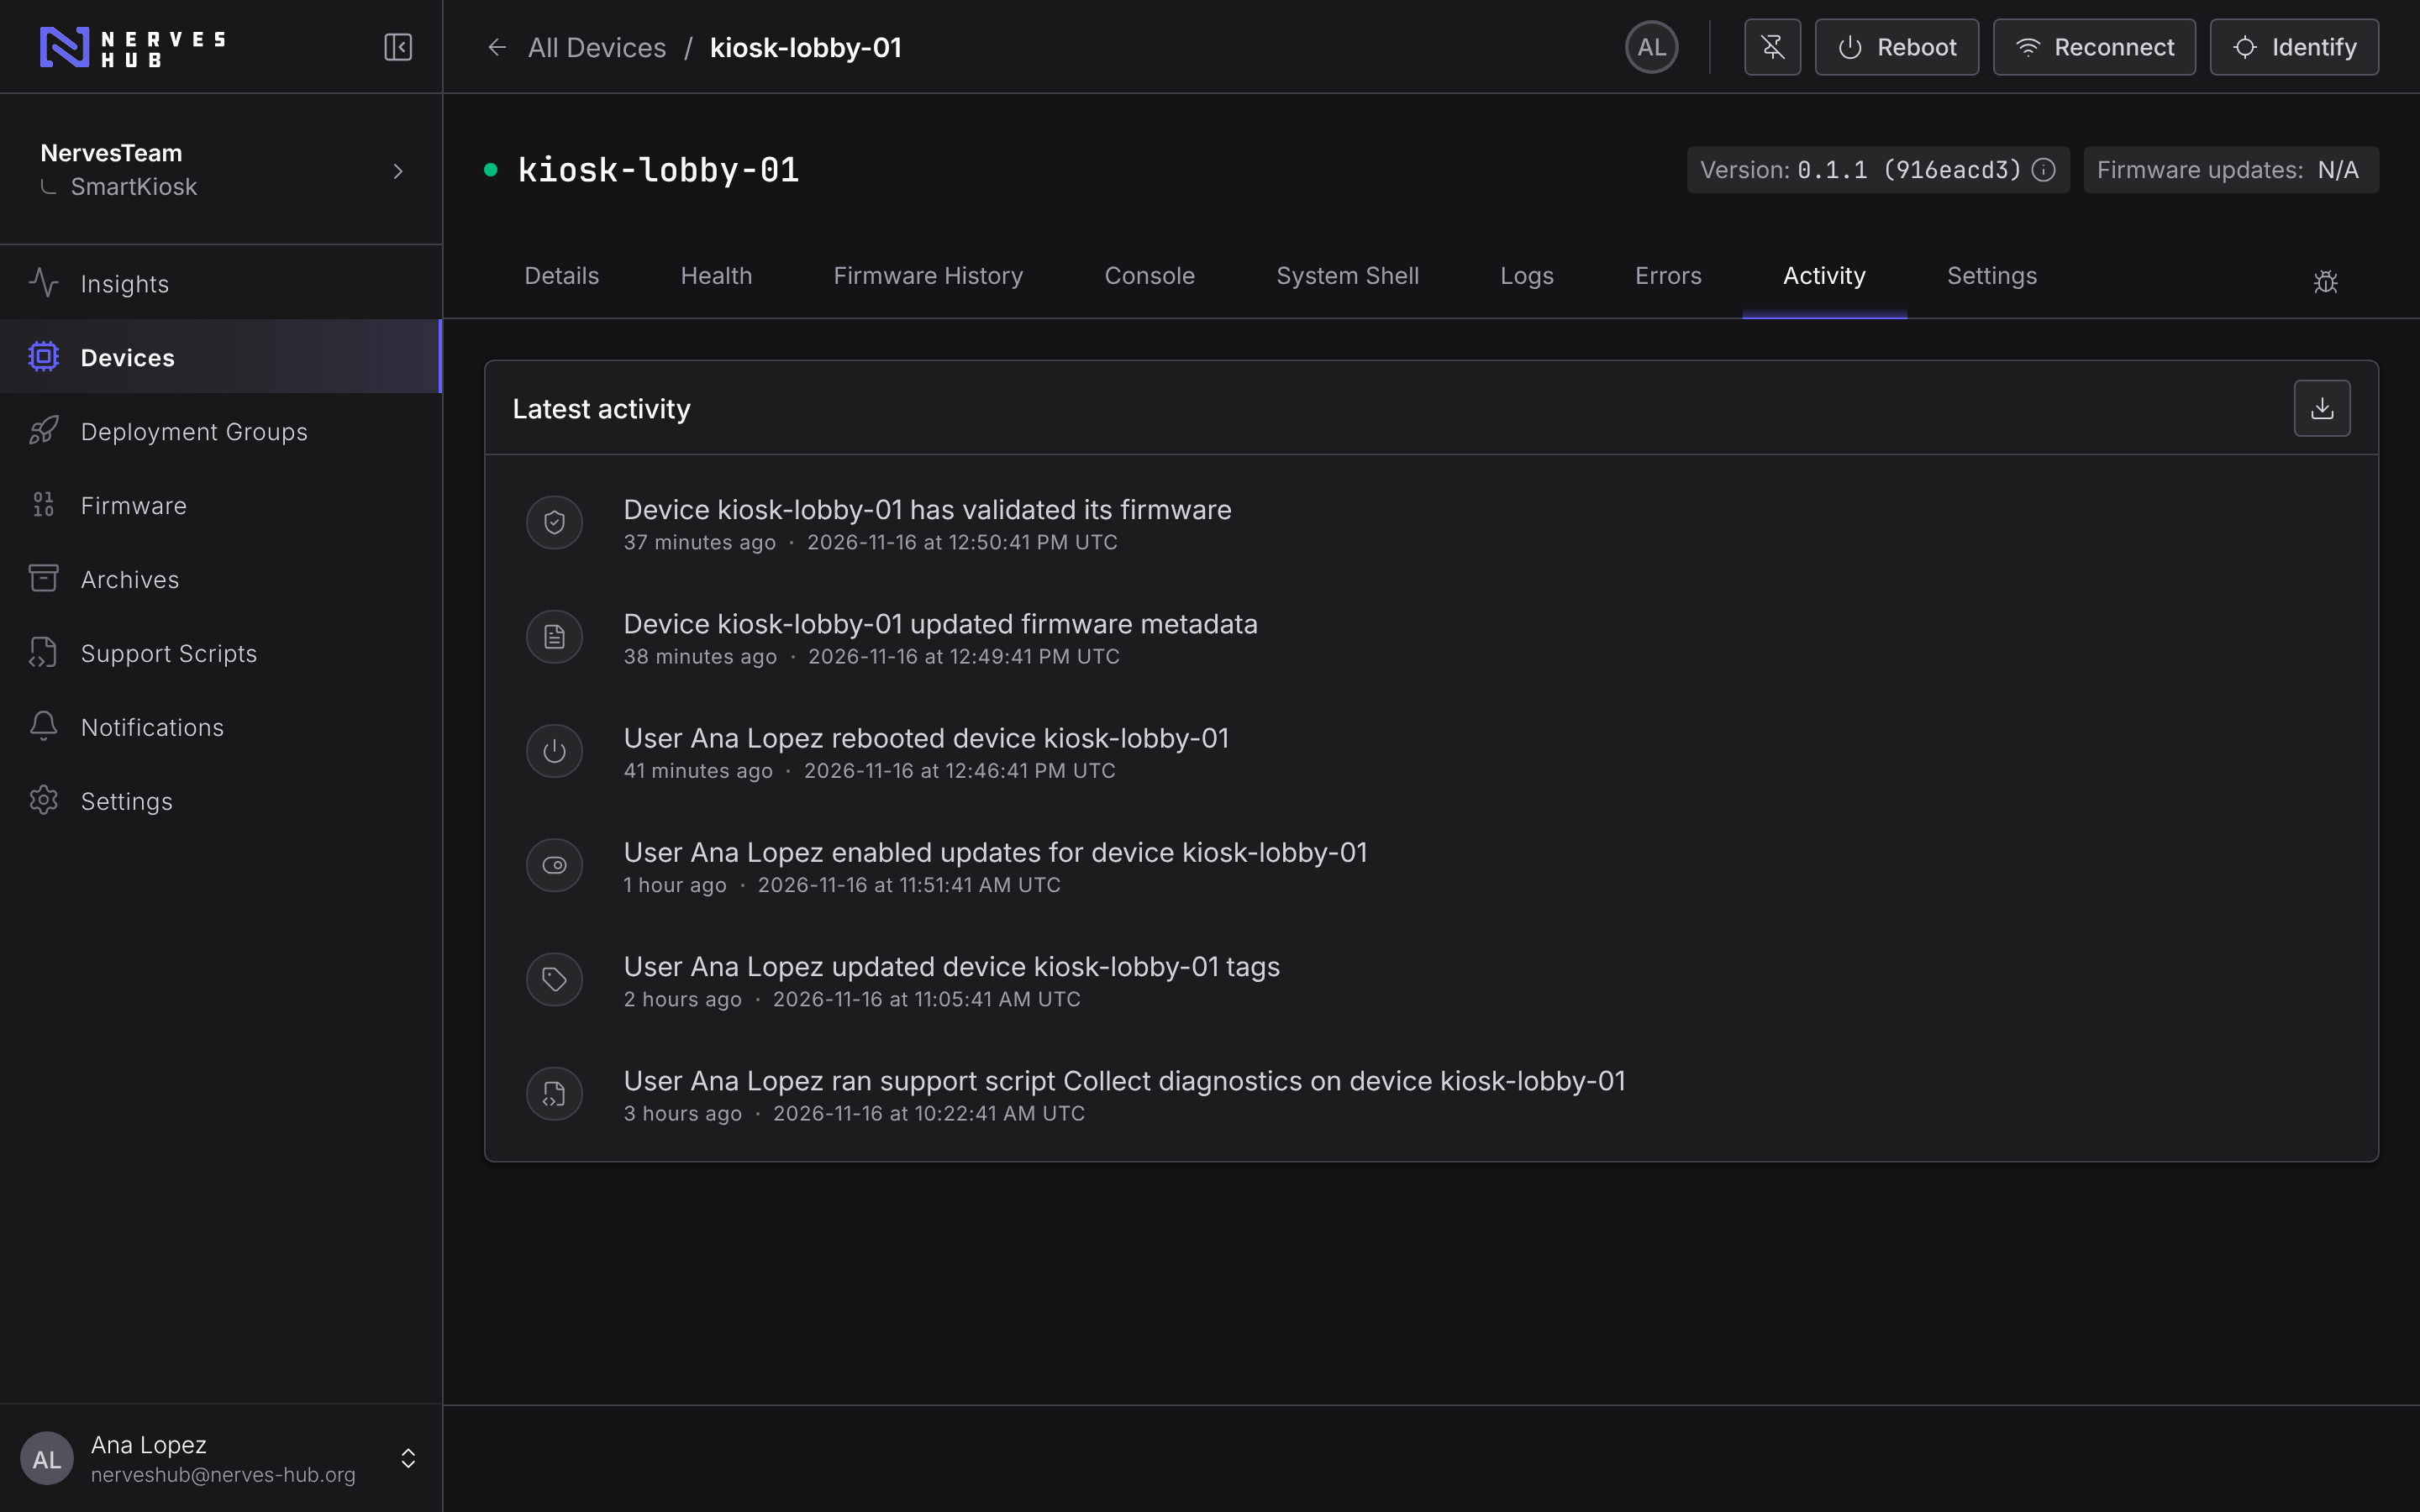 NERVES
HUB
All Devices / kiosk-lobby-01
AL
Reboot
Reconnect
Identify
NervesTeam
SmartKiosk
kiosk-lobby-01
Version: 0.1.1 (916eacd3)
Firmware updates: N/A
Details
Health
Firmware History
Console
System Shell
Logs
Errors
Activity
Settings
Insights
Devices
Deployment Groups
01
10
Firmware
Archives
Support Scripts
Notifications
Settings
Latest activity
Device kiosk-lobby-01 has validated its firmware
37 minutes ago · 2026-11-16 at 12:50:41 PM UTC
Device kiosk-lobby-01 updated firmware metadata
38 minutes ago · 2026-11-16 at 12:49:41 PM UTC
User Ana Lopez rebooted device kiosk-lobby-01
41 minutes ago · 2026-11-16 at 12:46:41 PM UTC
User Ana Lopez enabled updates for device kiosk-lobby-01
1 hour ago · 2026-11-16 at 11:51:41 AM UTC
User Ana Lopez updated device kiosk-lobby-01 tags
2 hours ago · 2026-11-16 at 11:05:41 AM UTC
User Ana Lopez ran support script Collect diagnostics on device kiosk-lobby-01
3 hours ago · 2026-11-16 at 10:22:41 AM UTC
AL
Ana Lopez
nerveshub@nerves-hub.org